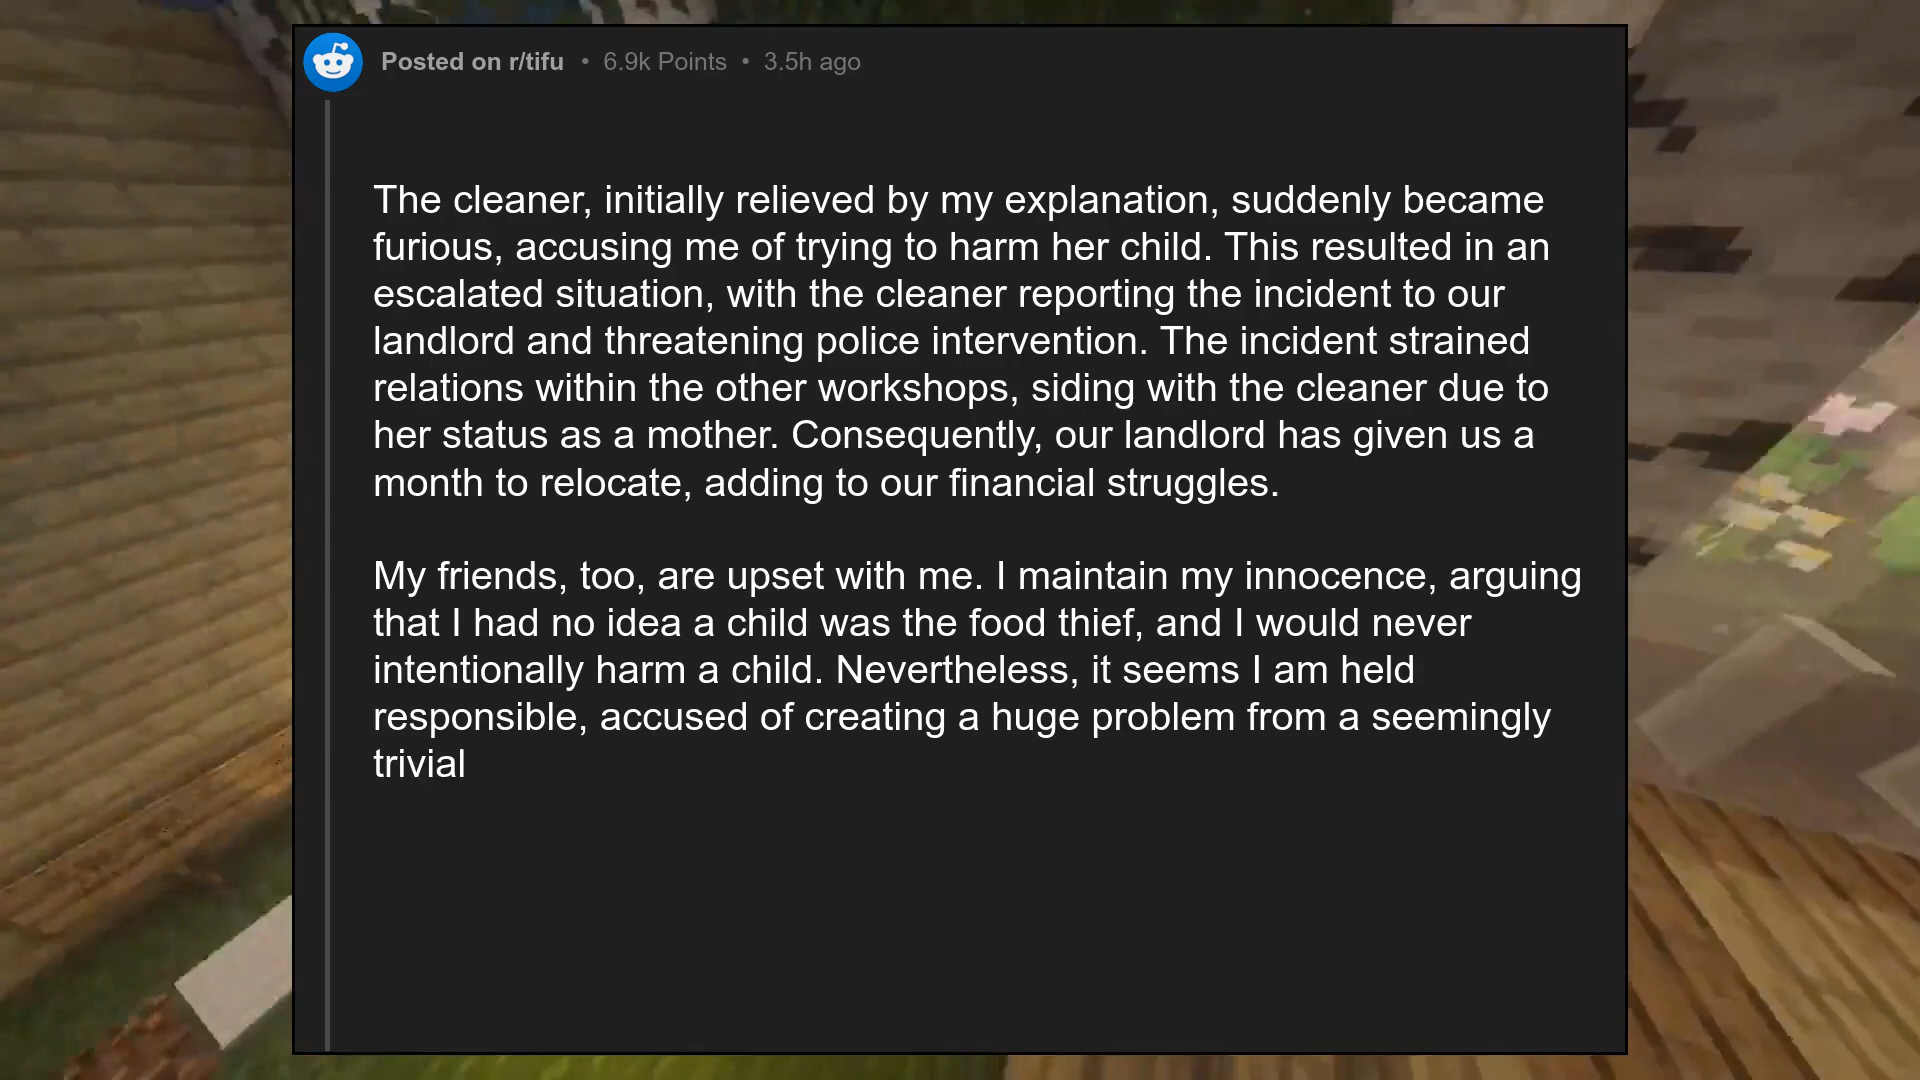 Posted on r/tifu • 6.9k Points • 3.5h ago
The cleaner, initially relieved by my explanation, suddenly became
furious, accusing me of trying to harm her child. This resulted in an
escalated situation, with the cleaner reporting the incident to our
landlord and threatening police intervention. The incident strained
relations within the other workshops, siding with the cleaner due to
her status as a mother. Consequently, our landlord has given us a
month to relocate, adding to our financial struggles.
My friends, too, are upset with me. I maintain my innocence, arguing
that I had no idea a child was the food thief, and I would never
intentionally harm a child. Nevertheless, it seems I am held
responsible, accused of creating a huge problem from a seemingly
trivial